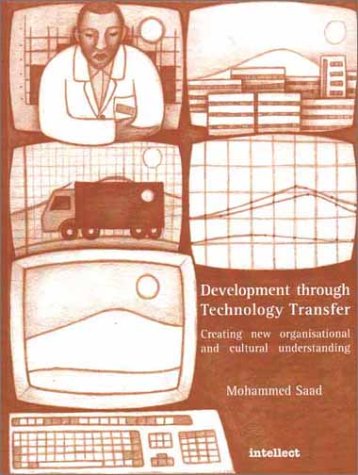 Development through
Technology Transfer
Creating new organisational
and cultural understanding
Mohammed Saad
intellect